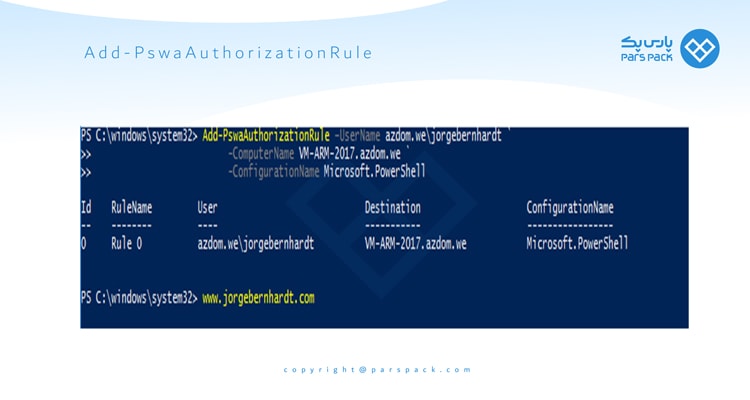 Add-PswaAuthorizationRule
پارس پک
PARS PACK
PS C:\windows\system32> Add-PswaAuthorizationRule -UserName azdom.we\jorgebernhardt `
>> -ComputerName VM-ARM-2017.azdom.we `
>> -ConfigurationName Microsoft.PowerShell
Id RuleName User Destination ConfigurationName
-- -------- ---- ----------- -----------------
0 Rule 0 azdom.we\jorgebernhardt VM-ARM-2017.azdom.we Microsoft.PowerShell
PS C:\windows\system32> www.jorgebernhardt.com
copyright@parspack.com